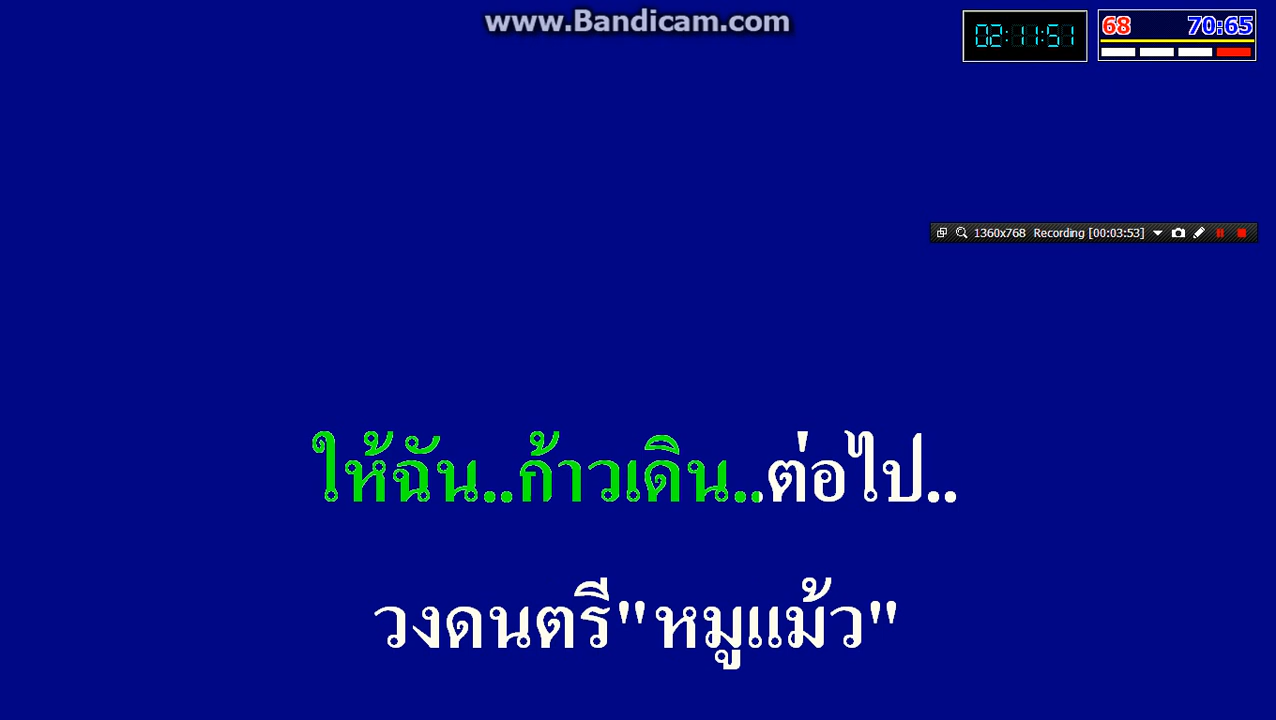 www.Bandicam.com
02:11:51
68 70:65
1360x768 Recording [00:03:53]
ให้ฉัน..ก้าวเดิน..ต่อไป..
วงดนตรี"หมูแม้ว"